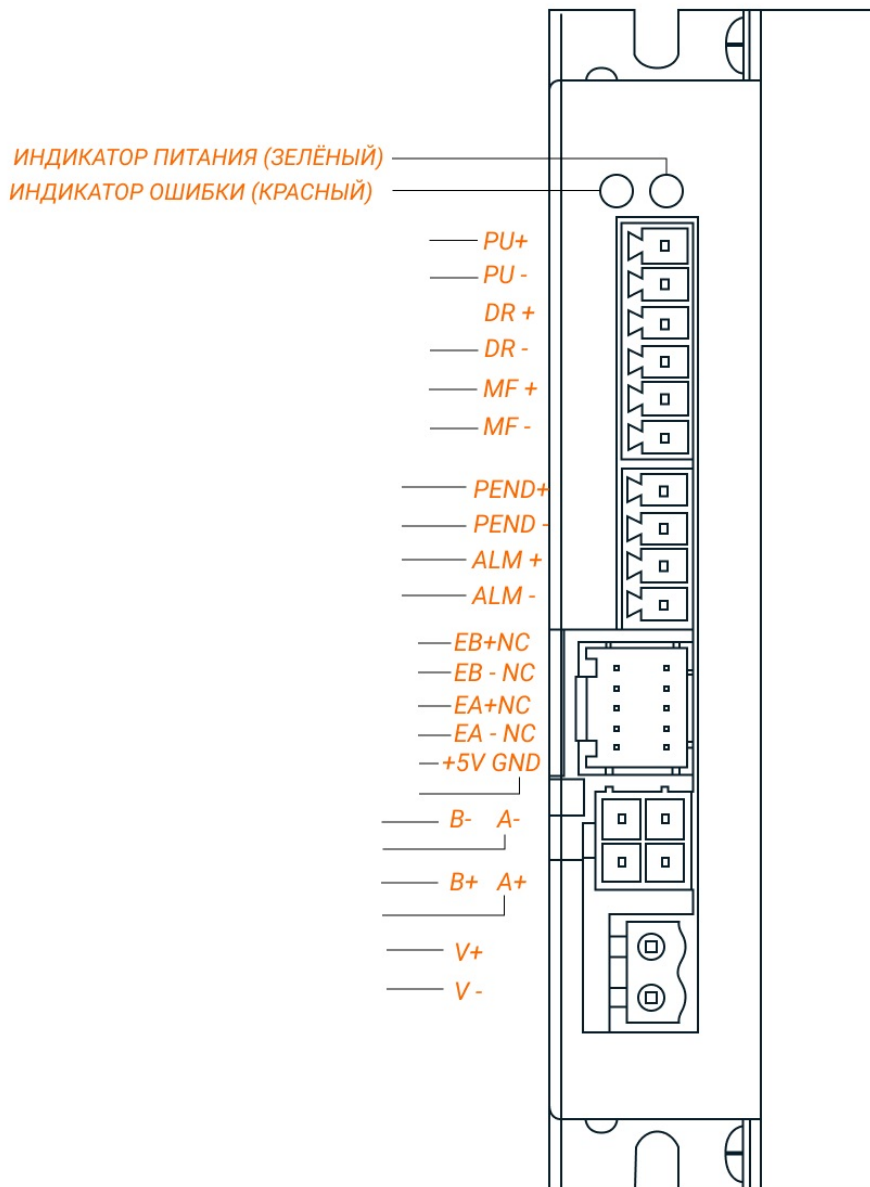 ИНДИКАТОР ПИТАНИЯ (ЗЕЛЁНЫЙ)
ИНДИКАТОР ОШИБКИ (КРАСНЫЙ)
PU+
PU -
DR +
DR -
MF +
MF -
PEND+
PEND -
ALM +
ALM -
EB+NC
EB - NC
EA+NC
EA - NC
+5V GND
B- A-
B+ A+
V+
V -